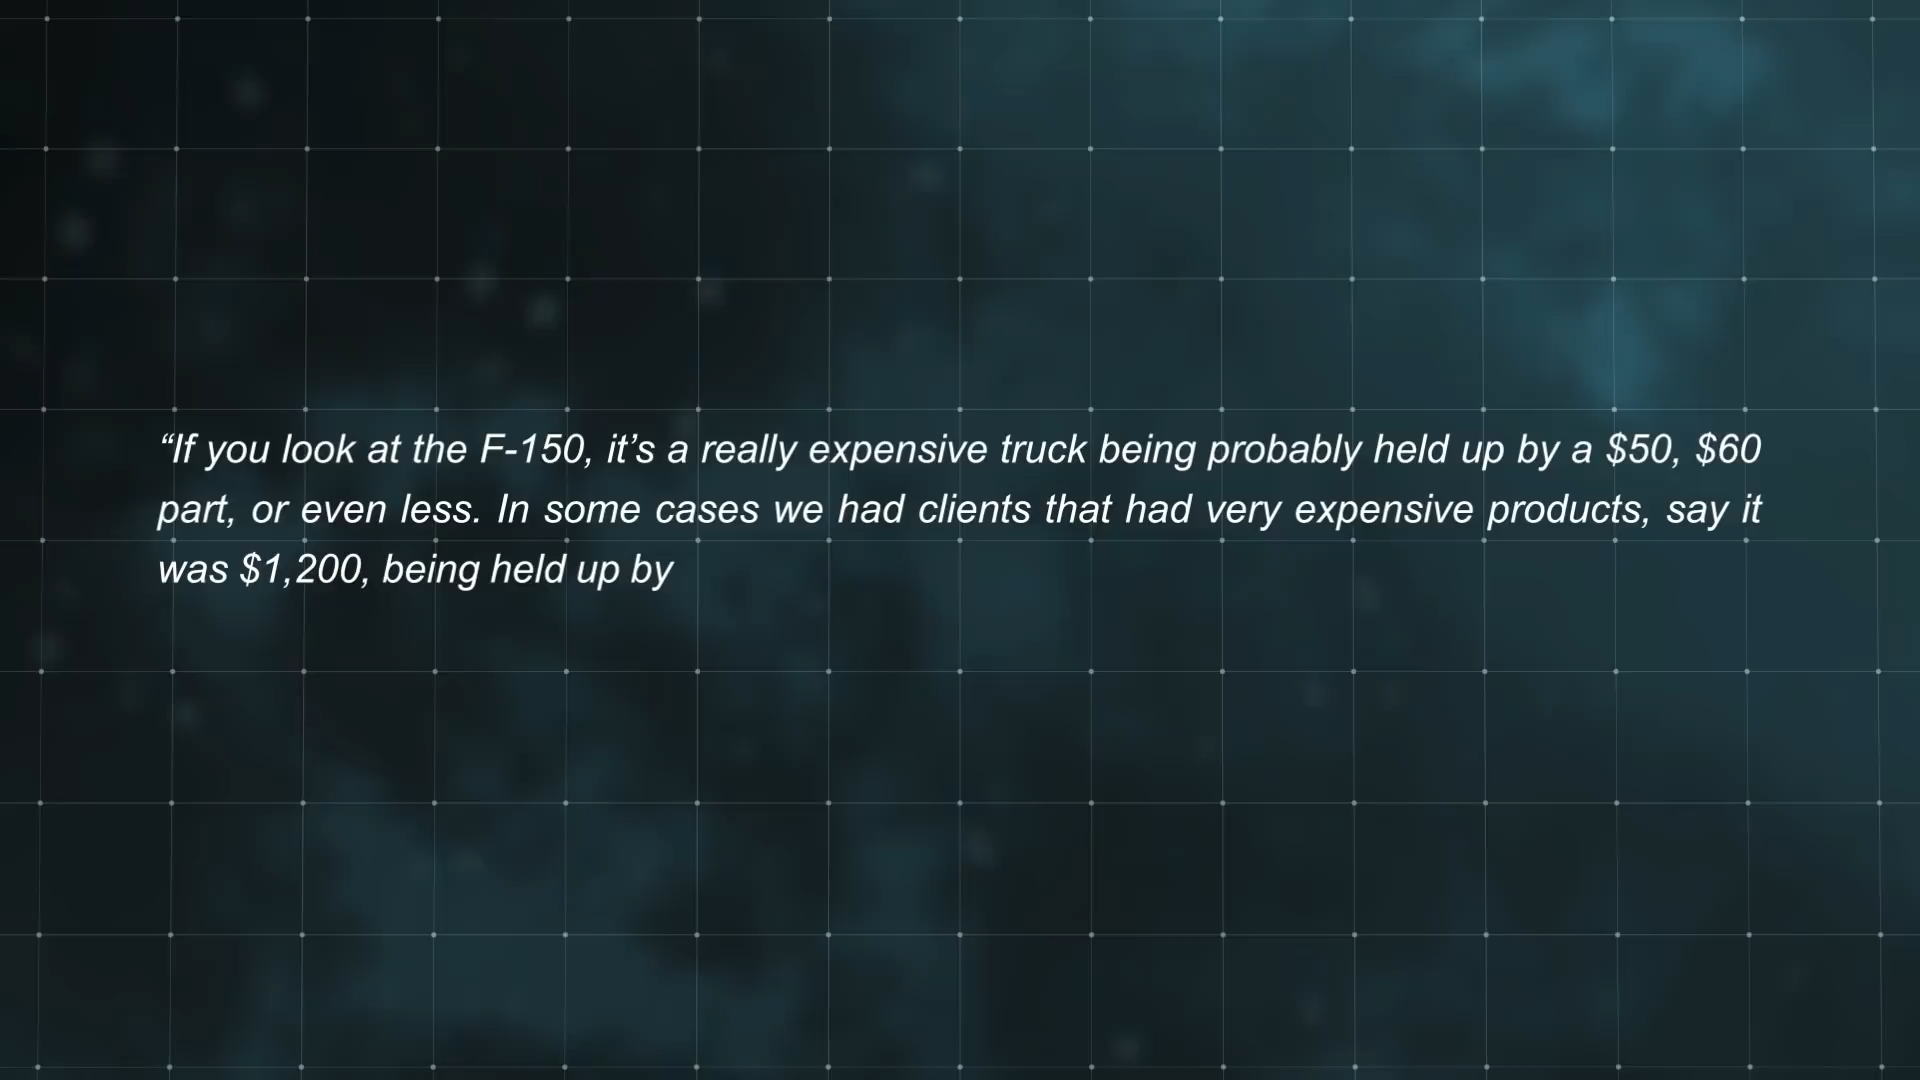 “If you look at the F-150, it’s a really expensive truck being probably held up by a $50, $60
part, or even less. In some cases we had clients that had very expensive products, say it
was $1,200, being held up by